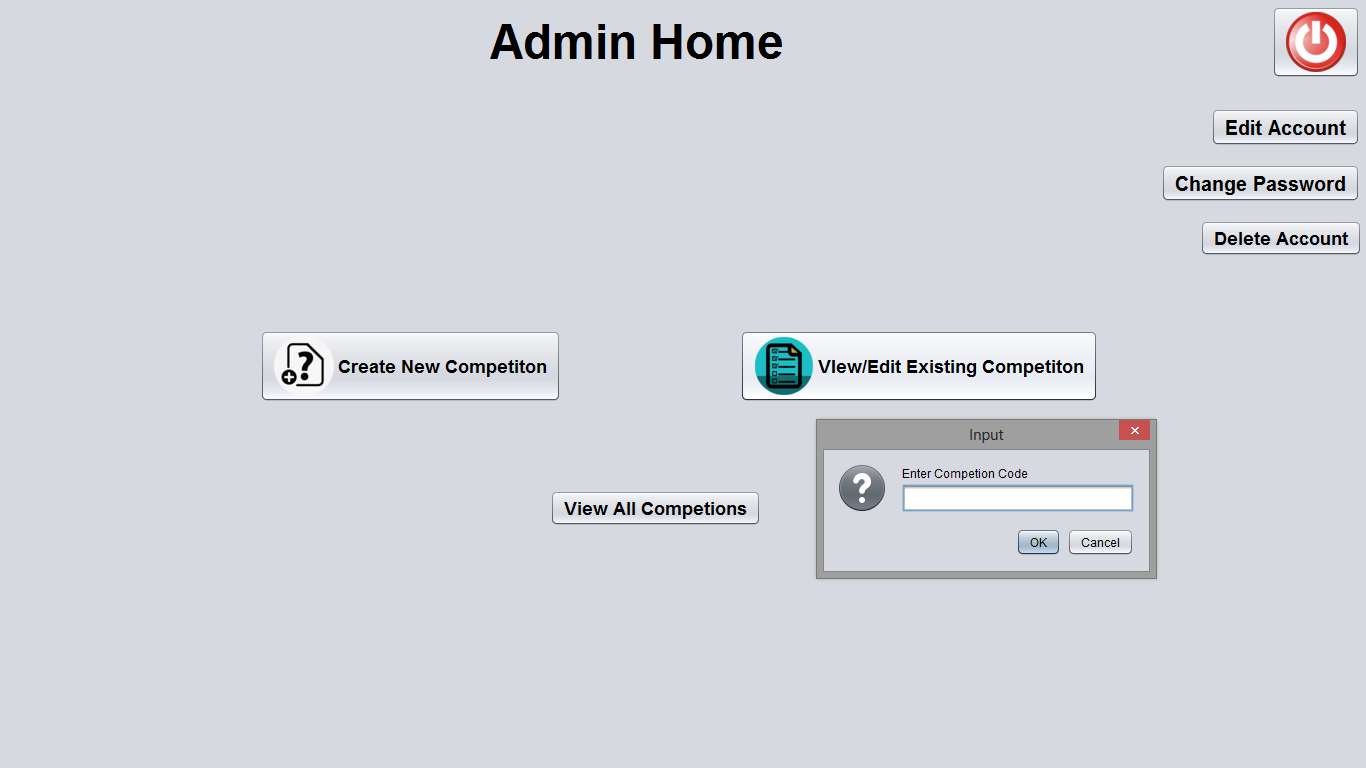 Admin Home
Edit Account
Change Password
Delete Account
Create New Competiton
VIew/Edit Existing Competiton
Input
Enter Competion Code
View All Competions
OK
Cancel